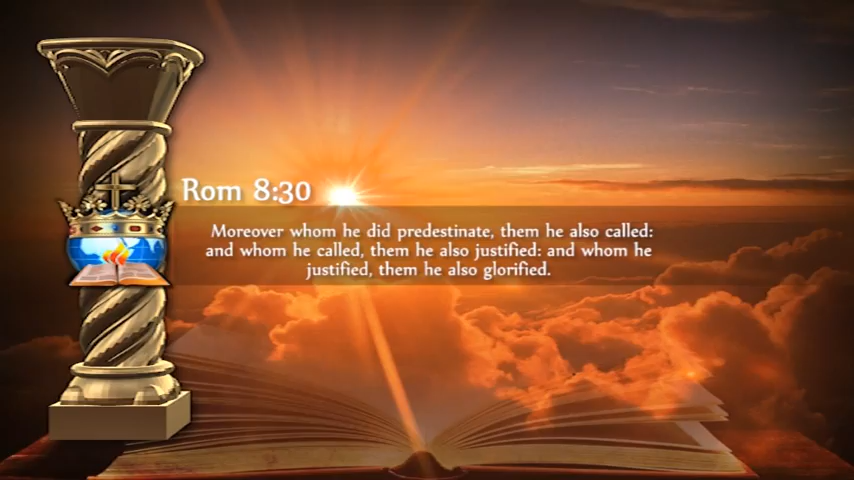 Rom 8:30
Moreover whom he did predestinate, them he also called:
and whom he called, them he also justified: and whom he
justified, them he also glorified.